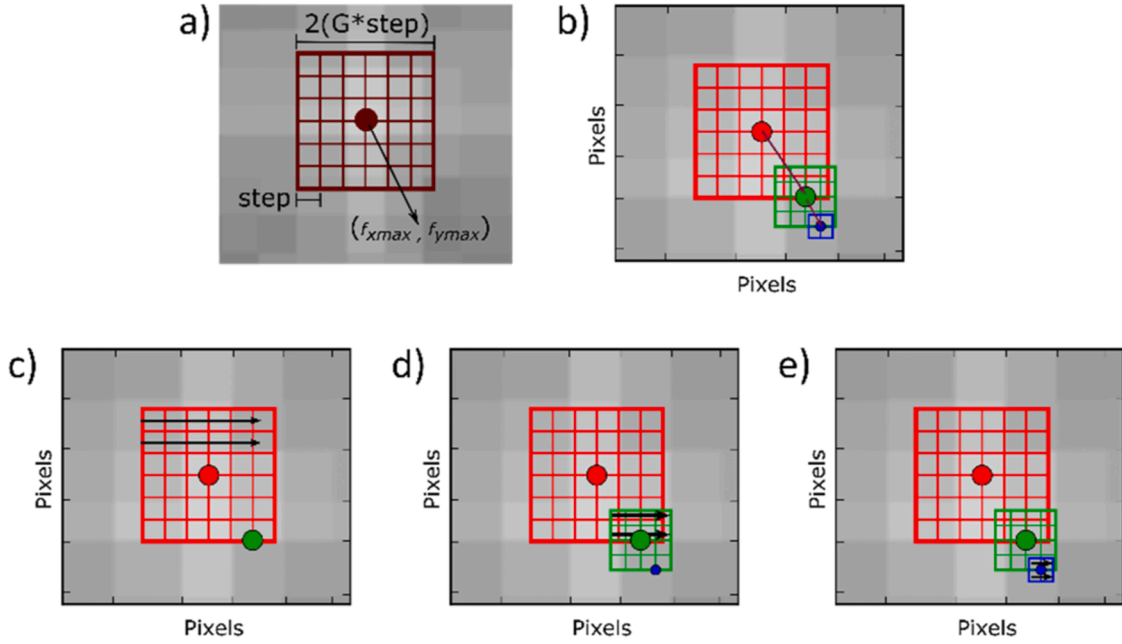 a)
2(G*step)
step
(fxmax , fymax)
b)
Pixels
Pixels
c)
Pixels
Pixels
d)
Pixels
Pixels
e)
Pixels
Pixels